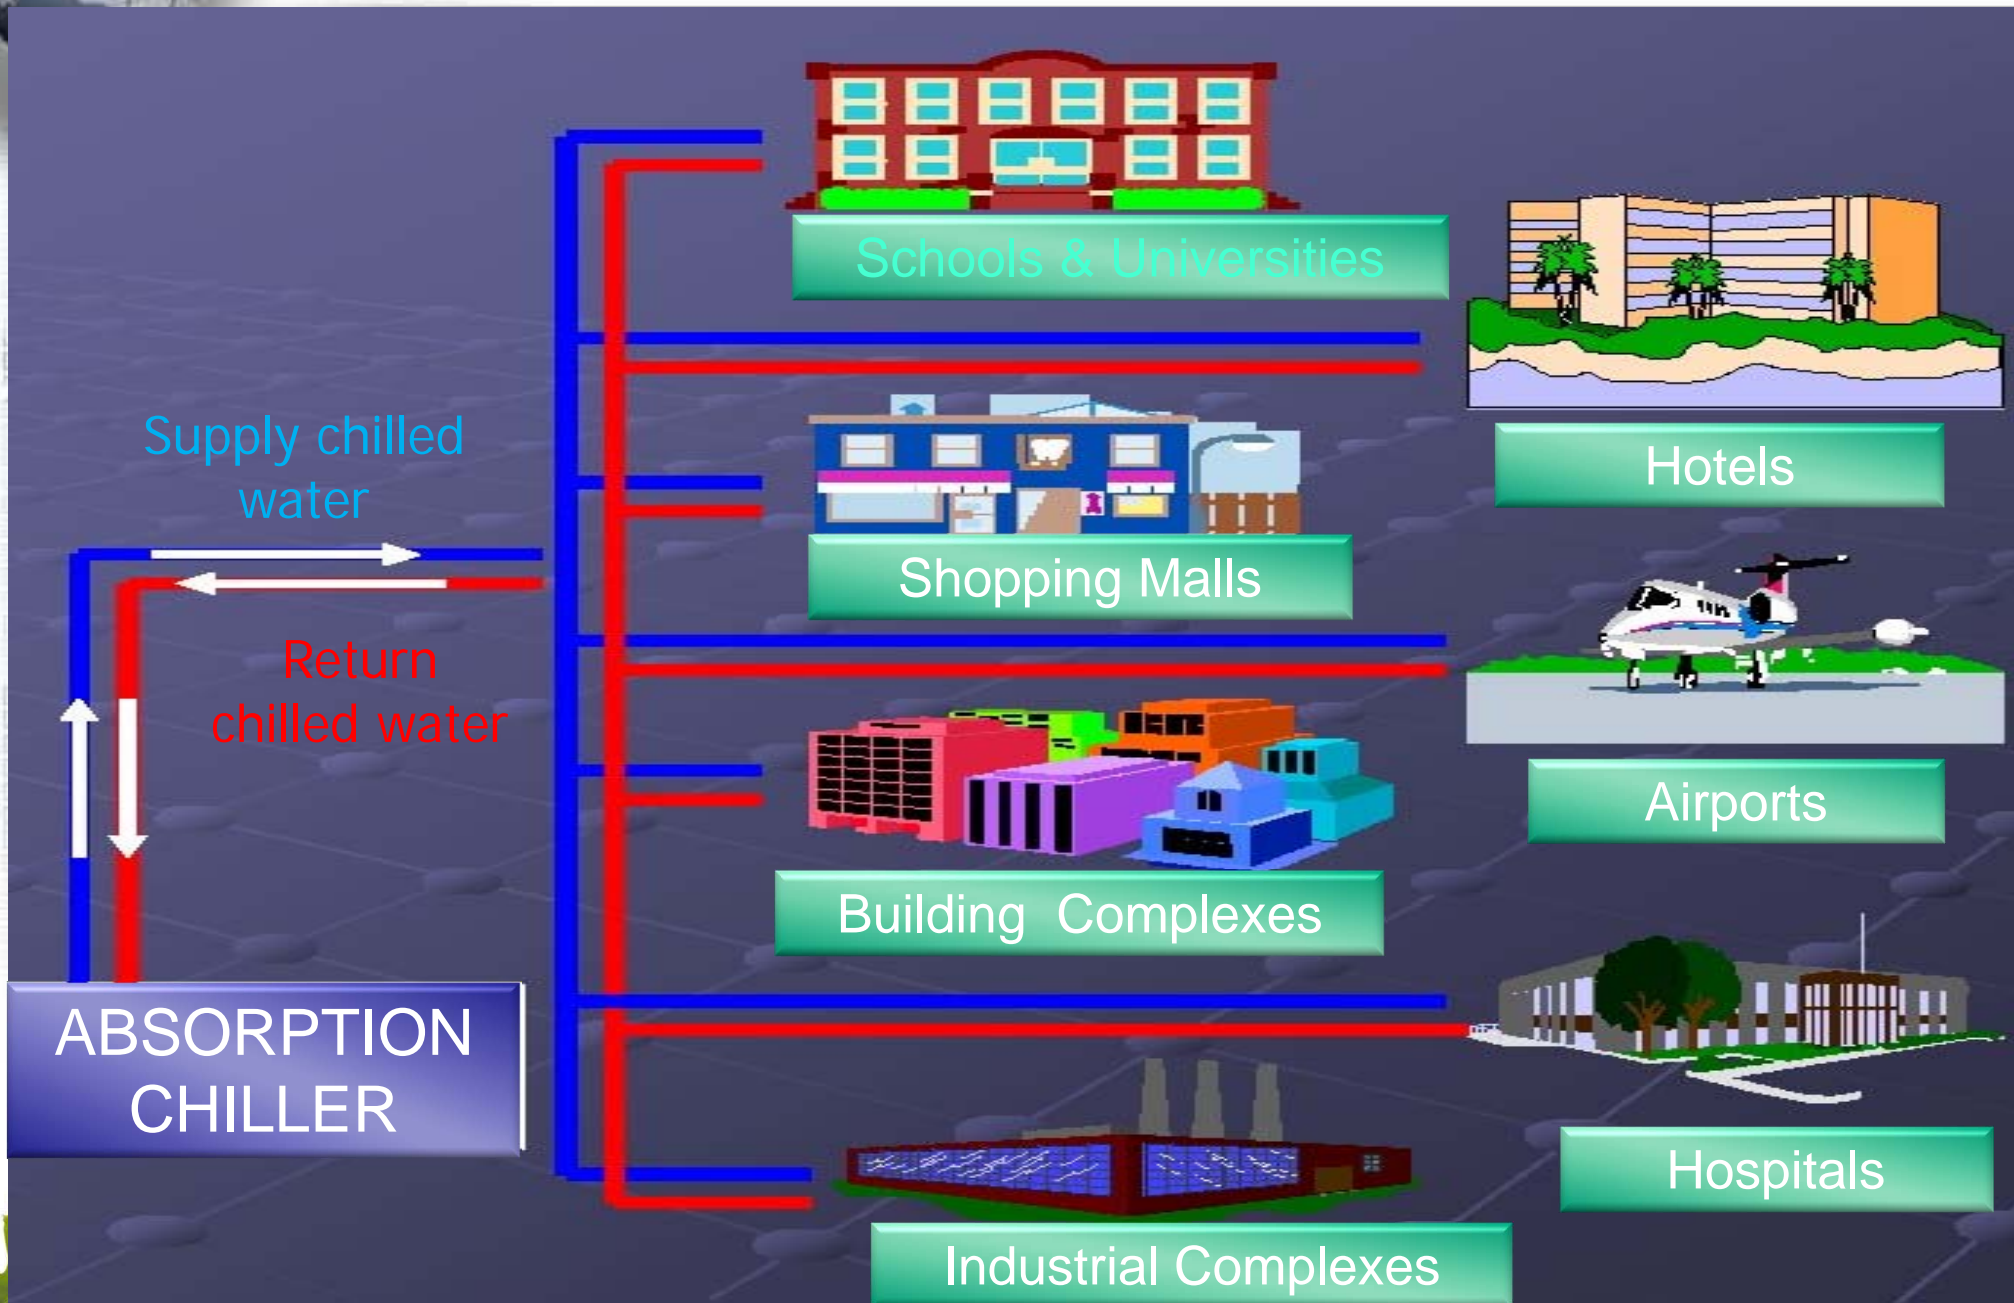 Schools & Universities
Hotels
Supply chilled
water
Shopping Malls
Return
chilled water
Airports
Building  Complexes
ABSORPTION
CHILLER
Hospitals
Industrial Complexes